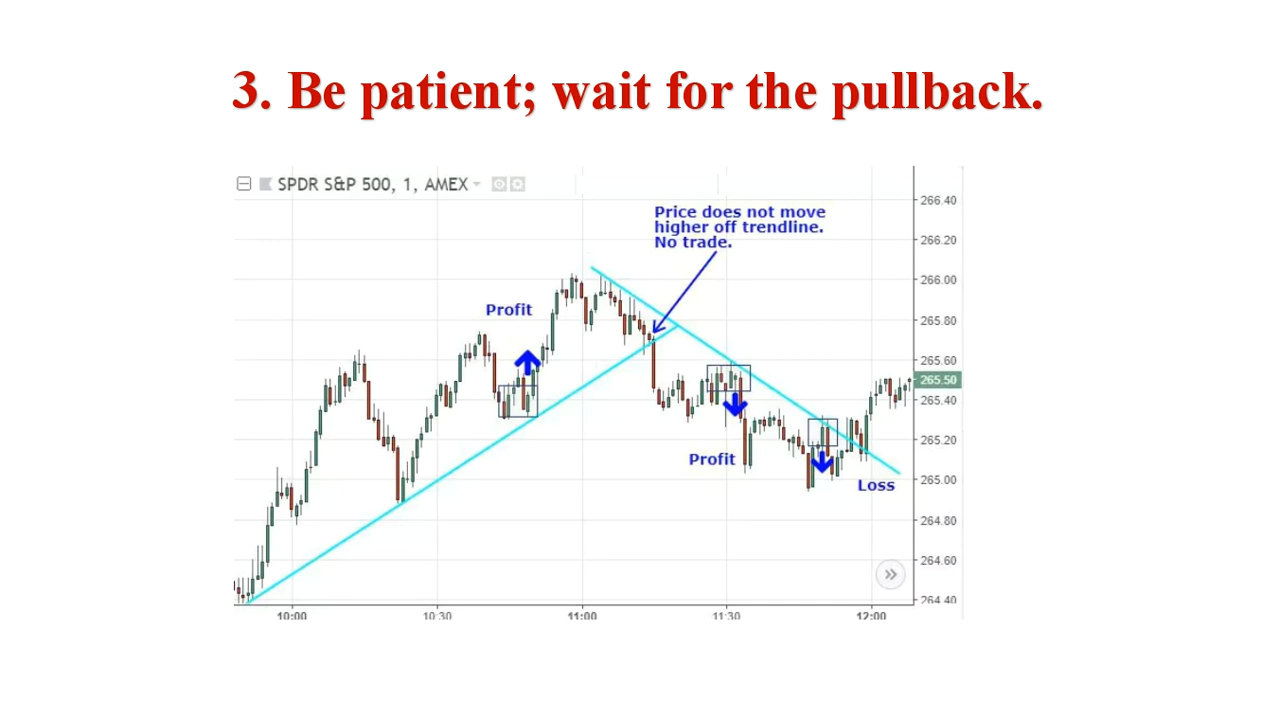 3. Be patient; wait for the pullback.
SPDR S&P 500, 1, AMEX
266.40
Price does not move
higher off trendline.
No trade.
266.20
266.00
Profit
265.80
265.60
265.50
265.40
265.20
Profit
265.00
Loss
264.80
264.60
264.40
10:00 10:30 11:00 11:30 12:00